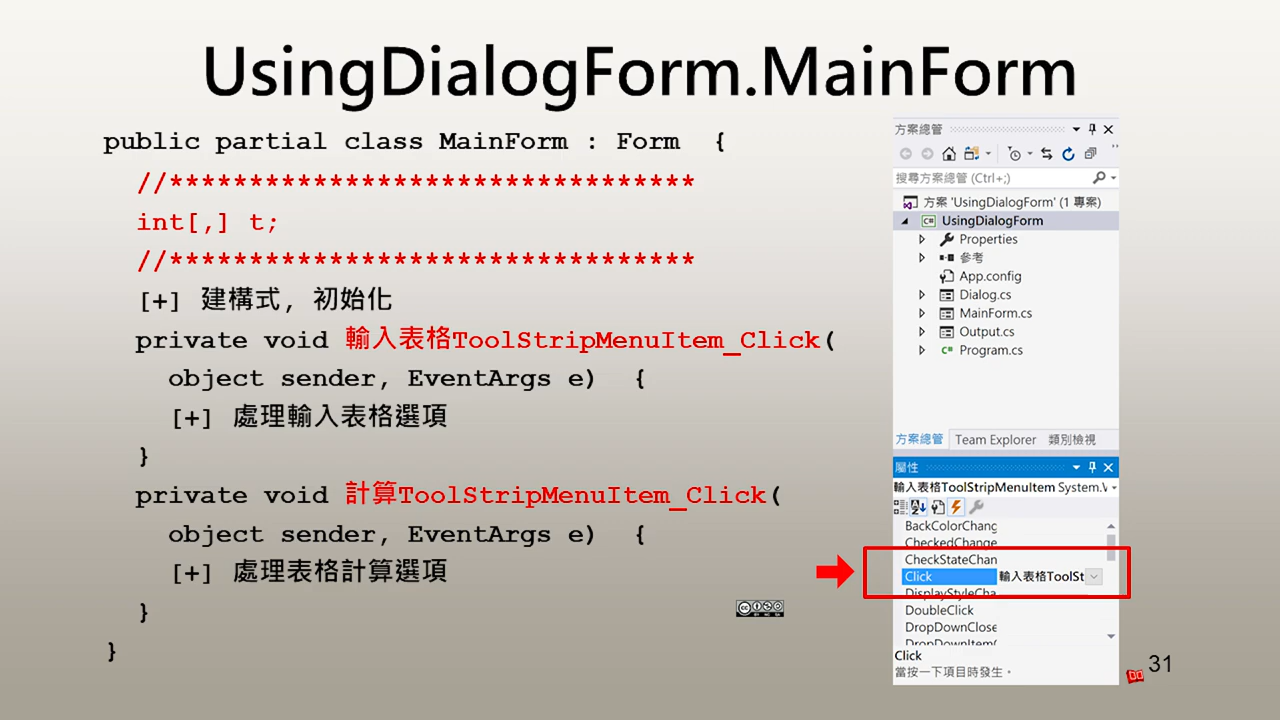 UsingDialogForm.MainForm
public partial class MainForm : Form {
//*********************************
int[,] t;
//*********************************
[+] 建構式, 初始化
private void 輸入表格ToolStripMenuItem_Click(
object sender, EventArgs e) {
[+] 處理輸入表格選項
}
private void 計算ToolStripMenuItem_Click(
object sender, EventArgs e) {
[+] 處理表格計算選項
}
}
方案總管
搜尋方案總管 (Ctrl+;)
方案 'UsingDialogForm' (1 專案)
UsingDialogForm
Properties
參考
App.config
Dialog.cs
MainForm.cs
Output.cs
Program.cs
方案總管 Team Explorer 類別檢視
屬性
輸入表格ToolStripMenuItem System.
BackColorChang
CheckedChange
CheckStateChan
Click 輸入表格ToolSt
DisplayStyleCha
DoubleClick
DropDownClose
DropDownItem
Click
當按一下項目時發生。
31